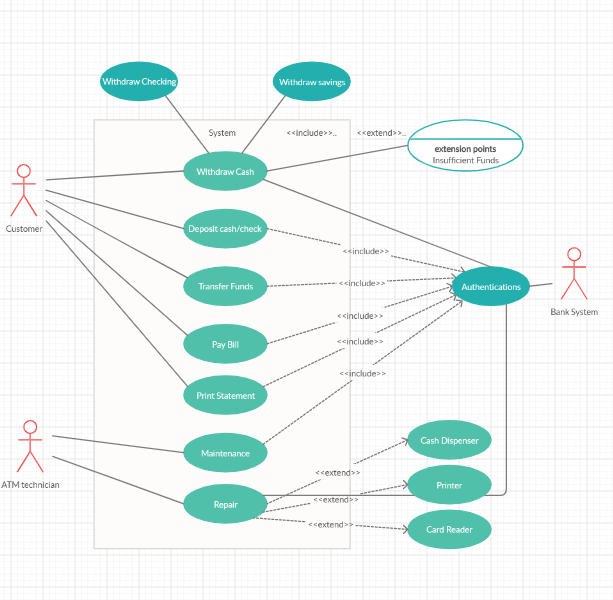 Withdraw Checking
Withdraw savings
System
<<include>>..
<<extend>>..
extension points
Insufficient Funds
Withdraw Cash
Customer
Deposit cash/check
<<include>>
Transfer Funds
<<include>>
Authentications
Bank System
<<include>>
Pay Bill
<<include>>
<<include>>
Print Statement
ATM technician
Maintenance
Cash Dispenser
<<extend>>
Printer
<<extend>>
Repair
<<extend>>
Card Reader